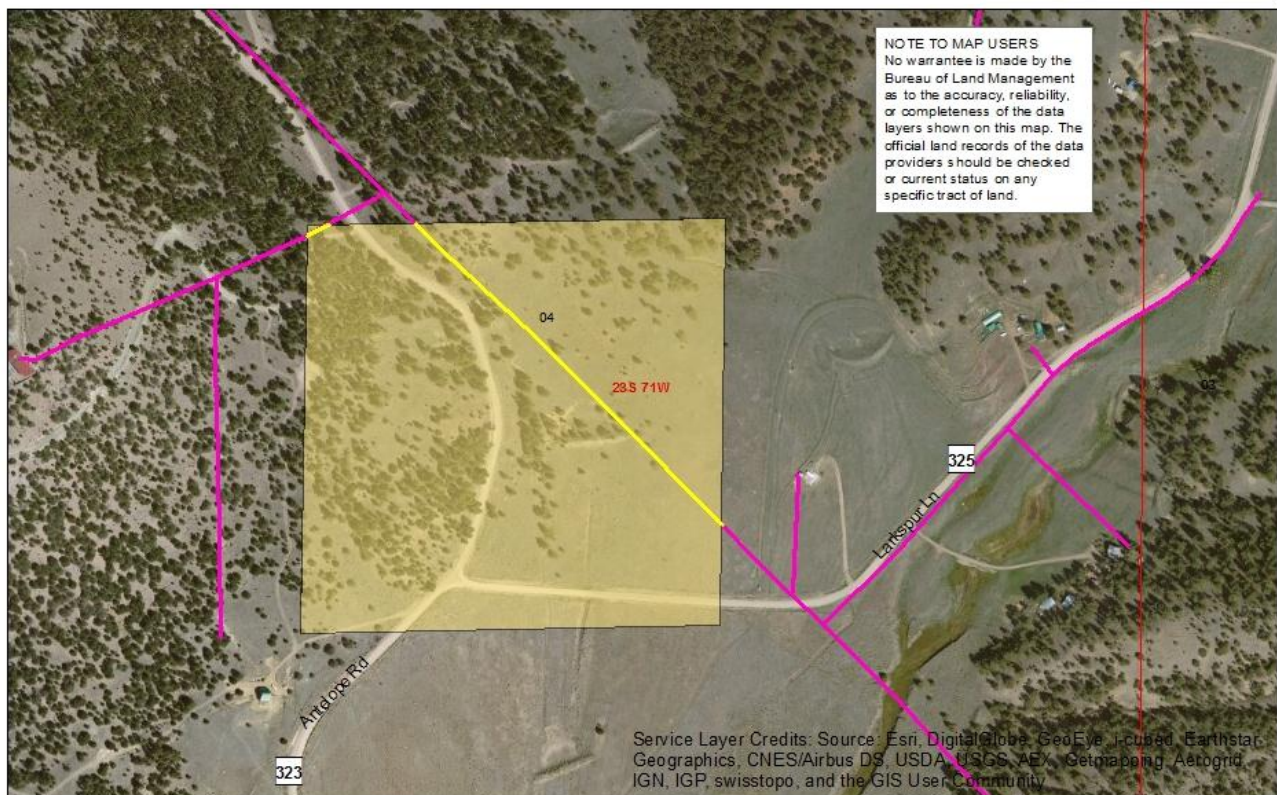 NOTE TO MAP USERS
No warrantee is made by the
Bureau of Land Management
as to the accuracy, reliability,
or completeness of the data
layers shown on this map. The
official land records of the data
providers should be checked
or current status on any
specific tract of land.
04
23S 71W
03
325
Larkspur Ln
Antelope Rd
323
Service Layer Credits: Source: Esri, DigitalGlobe, GeoEye, i-cubed, Earthstar
Geographics, CNES/Airbus DS, USDA, USGS, AEX, Getmapping, Aerogrid,
IGN, IGP, swisstopo, and the GIS User Community